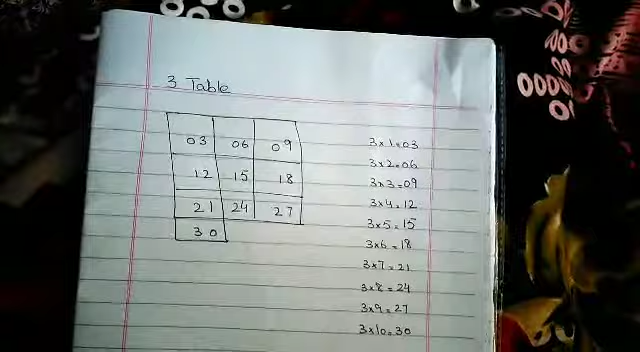 3 Table
03 06 09
12 15 18
21 24 27
30
3x1=03
3x2=06
3x3=09
3x4=12
3x5=15
3x6=18
3x7=21
3x8=24
3x9=27
3x10=30